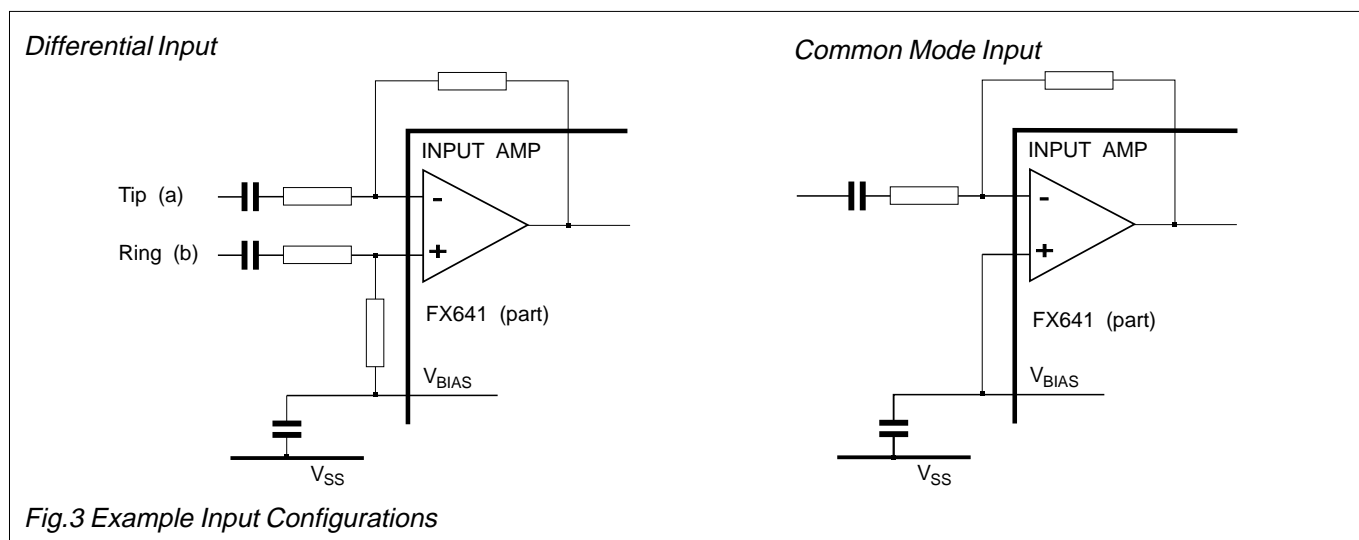 Differential Input
INPUT AMP
Tip (a)
-
Ring (b)
+
FX641 (part)
VBIAS
VSS
Common Mode Input
INPUT AMP
-
+
FX641 (part)
VBIAS
VSS
Fig.3 Example Input Configurations